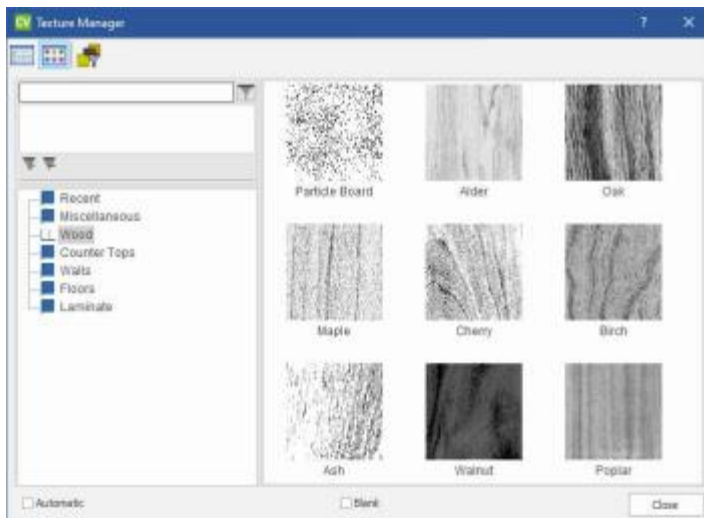 CV Texture Manager ? ×
Particle Board Alder Oak
Recent
Miscellaneous
Wood
Counter Tops
Walls
Floors
Laminate
Maple Cherry Birch
Ash Walnut Poplar
Automatic Blank Close